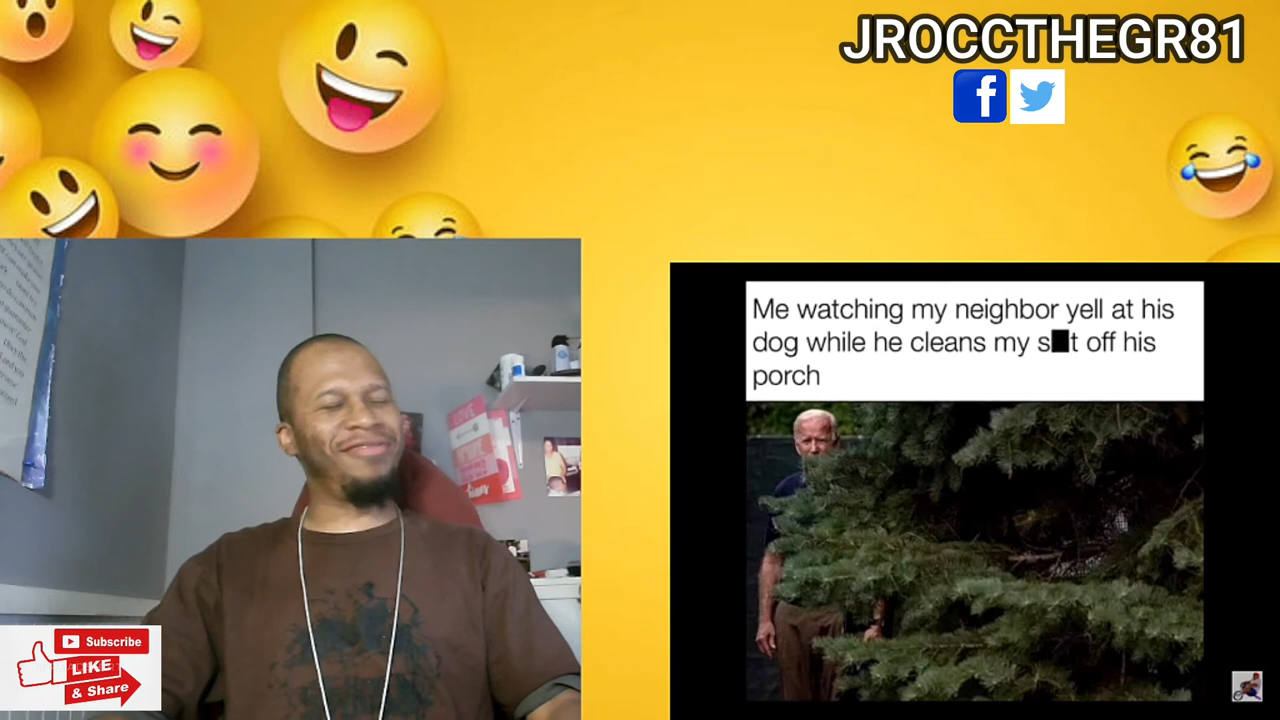 JROCCTHEGR81
Me watching my neighbor yell at his
dog while he cleans my s█t off his
porch
Subscribe
LIKE
& Share